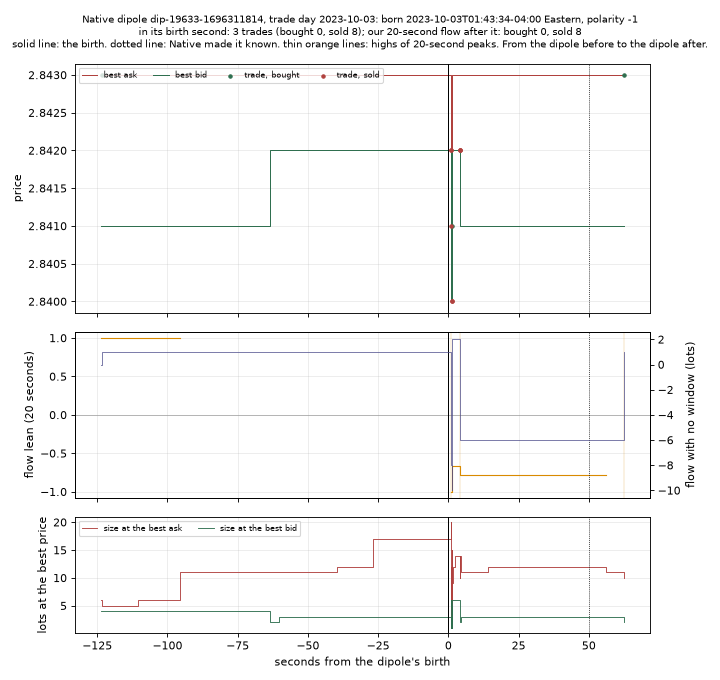 Native dipole dip-19633-1696311814, trade day 2023-10-03: born 2023-10-03T01:43:34-04:00 Eastern, polarity -1
in its birth second: 3 trades (bought 0, sold 8); our 20-second flow after it: bought 0, sold 8
solid line: the birth. dotted line: Native made it known. thin orange lines: highs of 20-second peaks. From the dipole before to the dipole after.
best ask
best bid
trade, bought
trade, sold
2.8430
2.8425
2.8420
2.8415
2.8410
2.8405
2.8400
price
1.0
0.5
0.0
−0.5
−1.0
flow lean (20 seconds)
2
0
−2
−4
−6
−8
−10
flow with no window (lots)
size at the best ask
size at the best bid
20
15
10
5
lots at the best price
−125
−100
−75
−50
−25
0
25
50
seconds from the dipole's birth